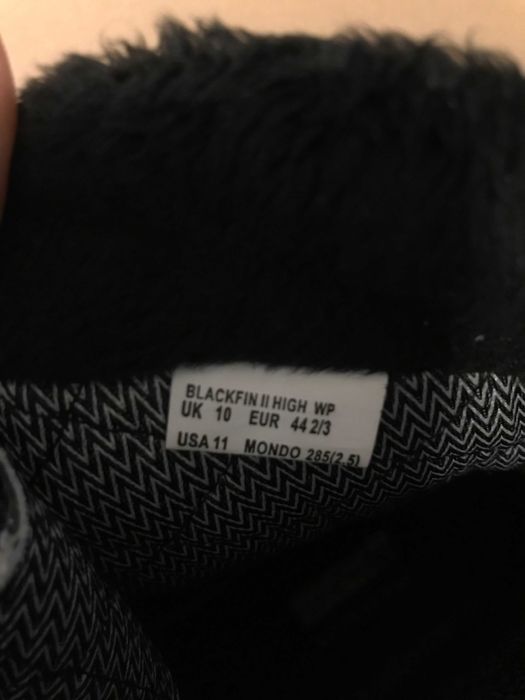 BLACKFIN II HIGH WP
UK 10 EUR 44 2/3
USA 11 MONDO 285(2.5)